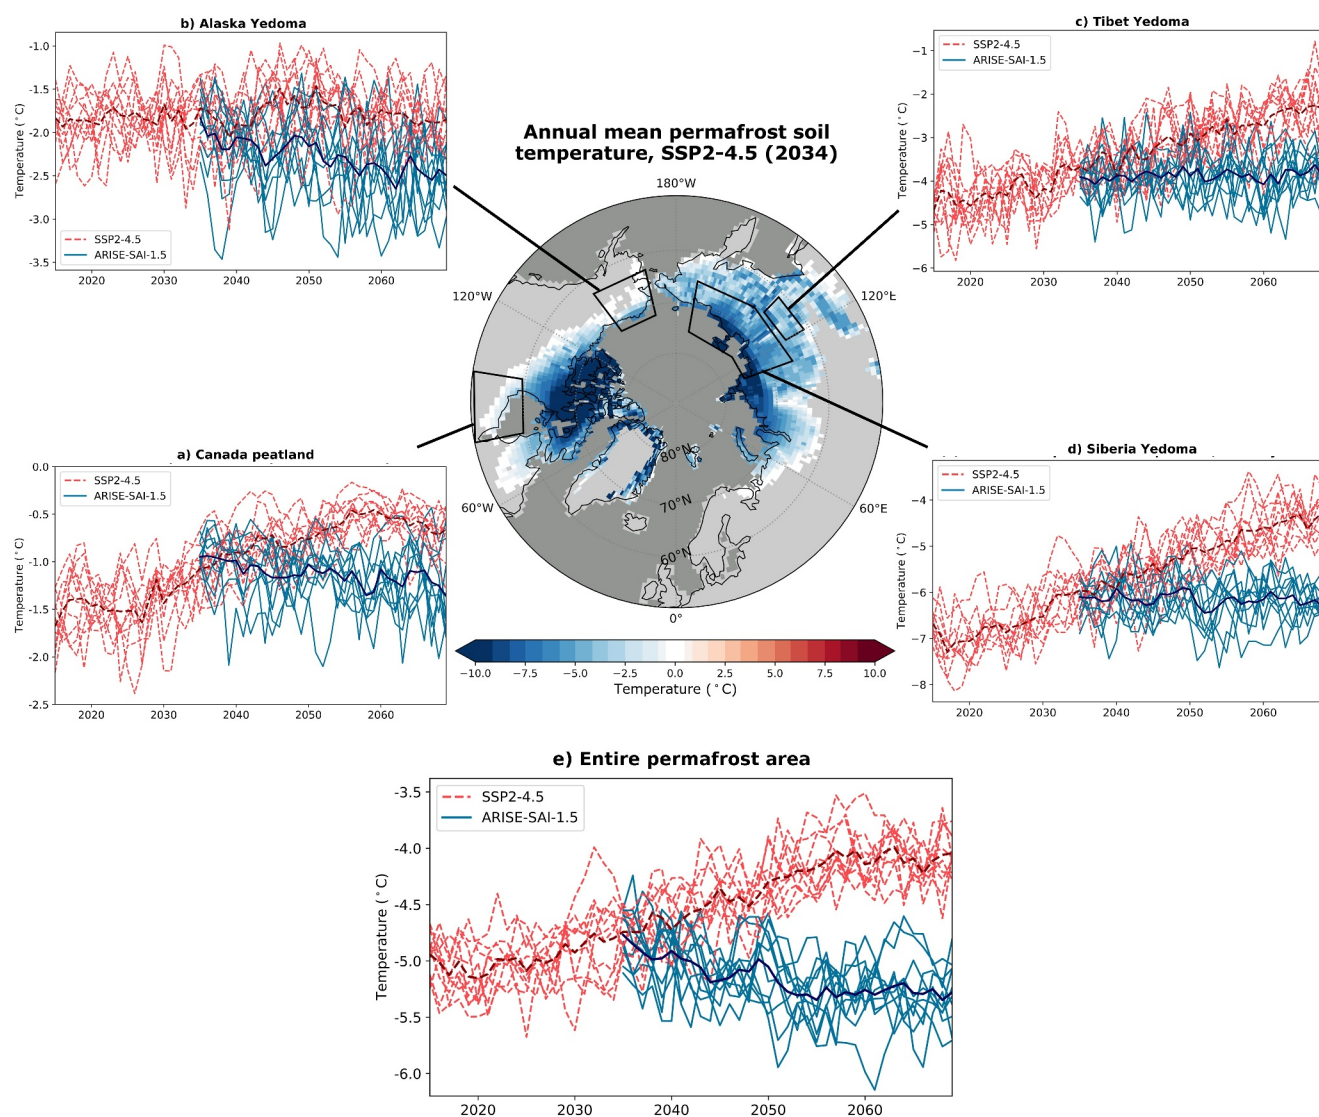 b) Alaska Yedoma
-1.0
-1.5
-2.0
-2.5
-3.0
-3.5
Temperature (°C)
SSP2-4.5
ARISE-SAI-1.5
2020 2030 2040 2050 2060
c) Tibet Yedoma
−1
−2
−3
−4
−5
−6
Temperature (°C)
SSP2-4.5
ARISE-SAI-1.5
2020 2030 2040 2050 2060
Annual mean permafrost soil
temperature, SSP2-4.5 (2034)
180°W
120°W
120°E
60°W
60°E
80°N
70°N
60°N
0°
−10.0 −7.5 −5.0 −2.5 0.0 2.5 5.0 7.5 10.0
Temperature (°C)
a) Canada peatland
0.0
-0.5
-1.0
-1.5
-2.0
-2.5
Temperature (°C)
SSP2-4.5
ARISE-SAI-1.5
2020 2030 2040 2050 2060
d) Siberia Yedoma
−4
−5
−6
−7
−8
Temperature (°C)
SSP2-4.5
ARISE-SAI-1.5
2020 2030 2040 2050 2060
e) Entire permafrost area
-3.5
-4.0
-4.5
-5.0
-5.5
-6.0
Temperature (°C)
SSP2-4.5
ARISE-SAI-1.5
2020 2030 2040 2050 2060